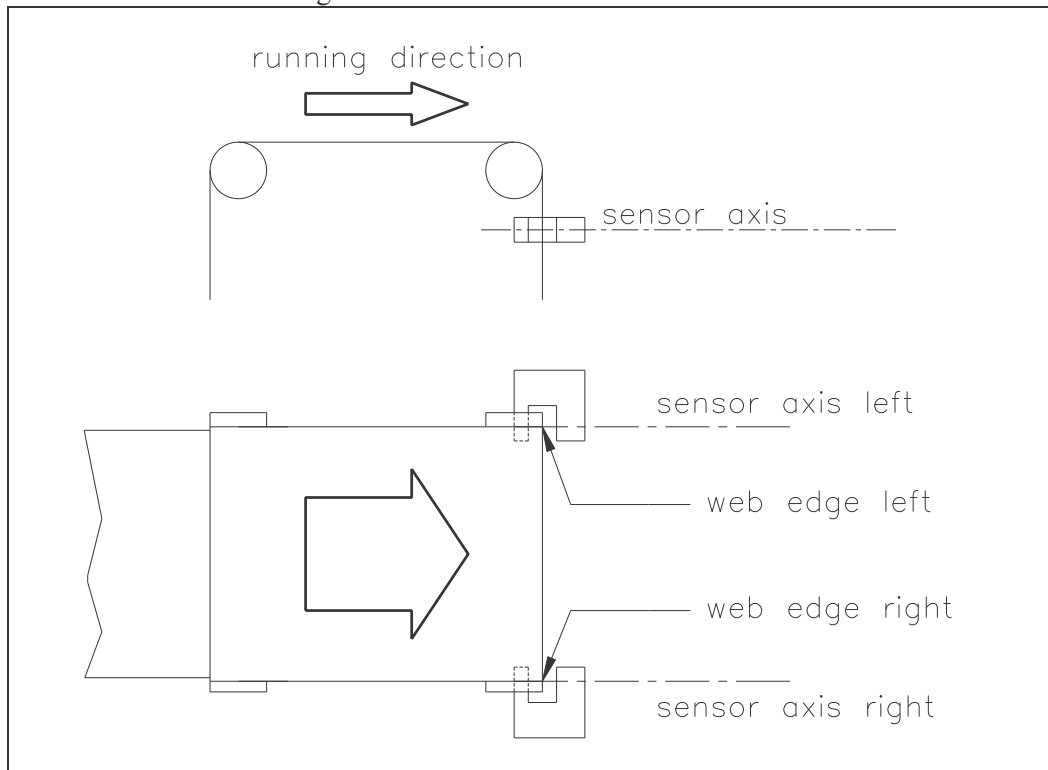 running direction
sensor axis
sensor axis left
web edge left
web edge right
sensor axis right